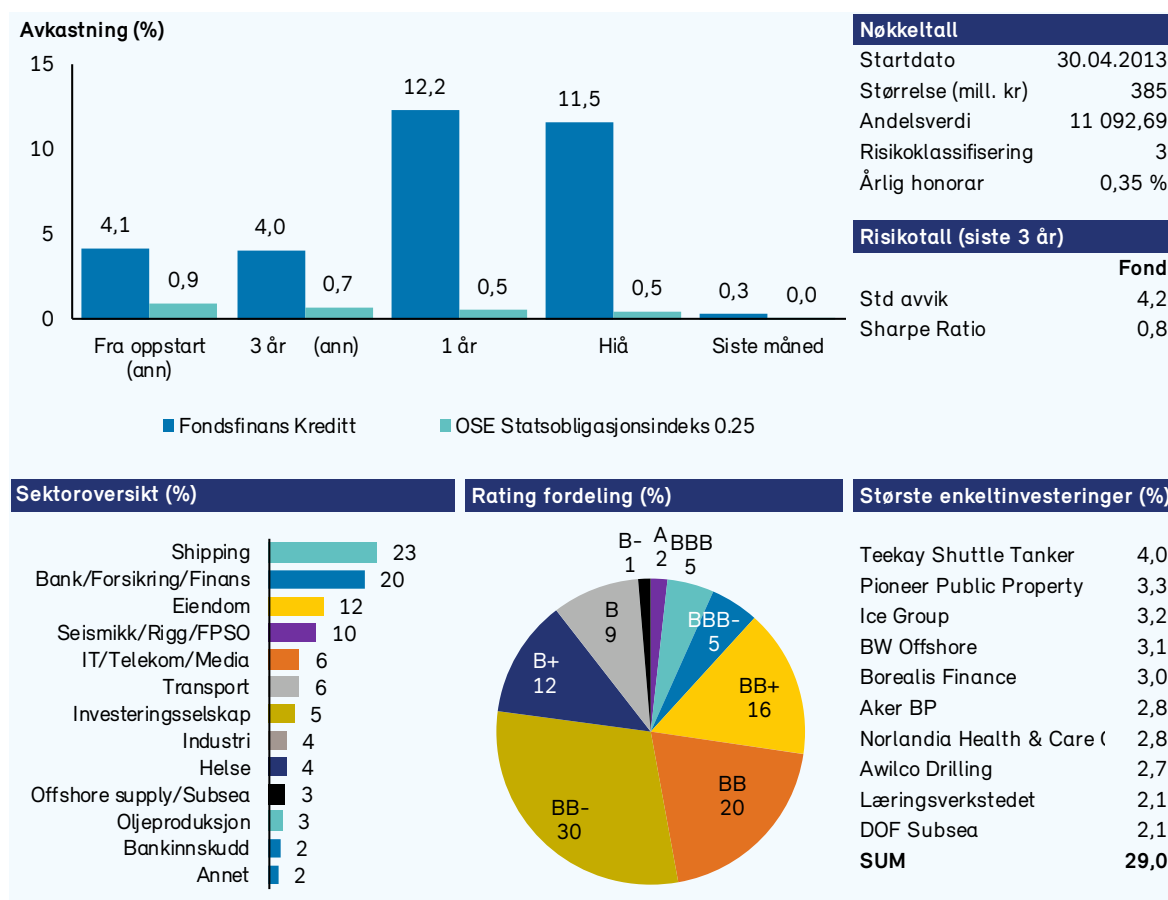 Avkastning (%)
15
10
5
0
4,1
0,9
4,0
0,7
12,2
0,5
11,5
0,5
0,3
0,0
Fra oppstart
(ann)
3 år (ann)
1 år
Hiå
Siste måned
Fondsfinans Kreditt
OSE Statsobligasjonsindeks 0.25
Nøkkeltall
Startdato 30.04.2013
Størrelse (mill. kr) 385
Andelsverdi 11 092,69
Risikoklassifisering 3
Årlig honorar 0,35 %
Risikotall (siste 3 år)
Fond
Std avvik 4,2
Sharpe Ratio 0,8
Sektoroversikt (%)
Shipping 23
Bank/Forsikring/Finans 20
Eiendom 12
Seismikk/Rigg/FPSO 10
IT/Telekom/Media 6
Transport 6
Investeringsselskap 5
Industri 4
Helse 4
Offshore supply/Subsea 3
Oljeproduksjon 3
Bankinnskudd 2
Annet 2
Rating fordeling (%)
A
2
BBB
5
BBB-
5
BB+
16
BB
20
BB-
30
B+
12
B
9
B-
1
Største enkeltinvesteringer (%)
Teekay Shuttle Tanker 4,0
Pioneer Public Property 3,3
Ice Group 3,2
BW Offshore 3,1
Borealis Finance 3,0
Aker BP 2,8
Norlandia Health & Care 2,8
Awilco Drilling 2,7
Læringsverkstedet 2,1
DOF Subsea 2,1
SUM 29,0